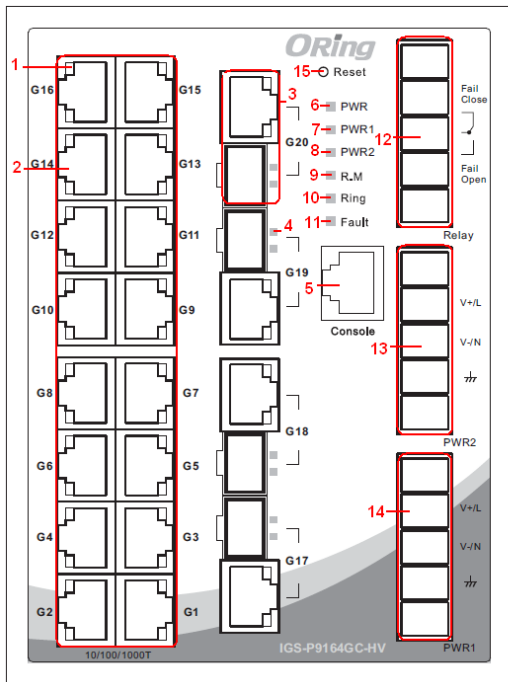 ORing
1
G16
G15
3
15
Reset
6
PWR
7
PWR1
8
PWR2
9
R.M
10
Ring
11
Fault
G20
Fail
Close
12
Fail
Open
Relay
2
G14
G13
G12
G11
4
G19
G10
G9
5
Console
V+/L
13
V-/N
PWR2
G8
G7
G18
G6
G5
G4
G3
G17
G2
G1
14
V+/L
V-/N
PWR1
10/100/1000T
IGS-P9164GC-HV